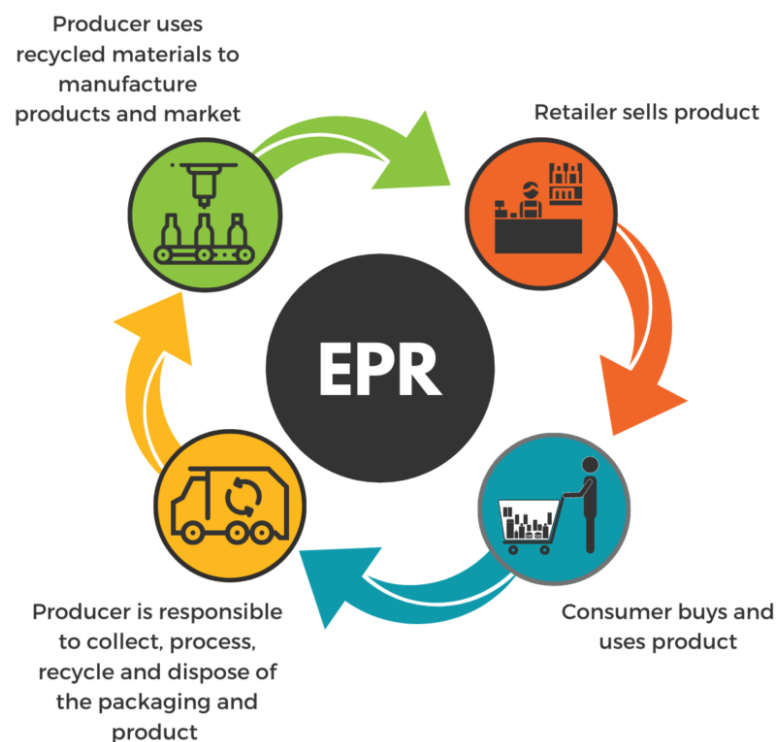 Producer uses
recycled materials to
manufacture
products and market
Retailer sells product
EPR
Consumer buys and
uses product
Producer is responsible
to collect, process,
recycle and dispose of
the packaging and
product